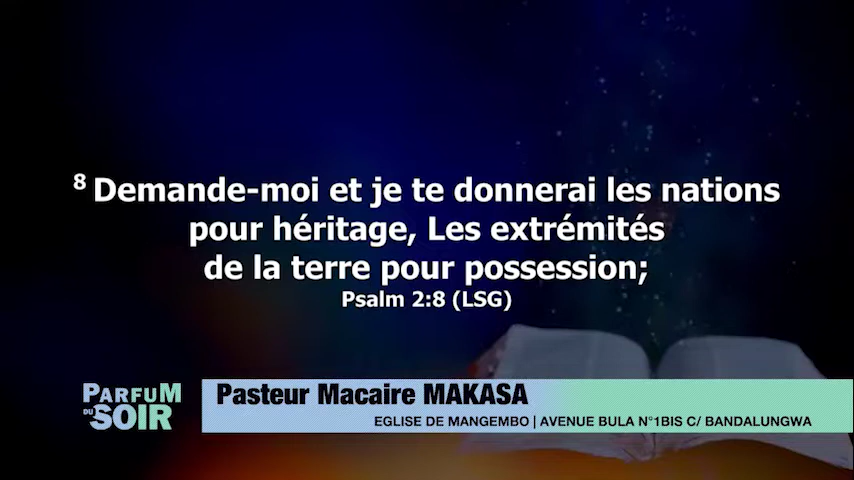 8 Demande-moi et je te donnerai les nations
pour héritage, Les extrémités
de la terre pour possession;
Psalm 2:8 (LSG)
PARFUM
DU SOIR
Pasteur Macaire MAKASA
EGLISE DE MANGEMBO | AVENUE BULA N°1BIS C/ BANDALUNGWA